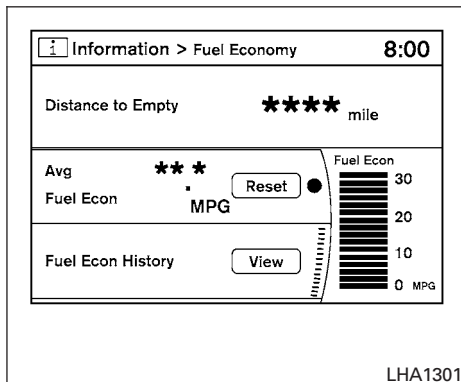 i Information > Fuel Economy 8:00
Distance to Empty **** mile
Avg Fuel Econ **.* MPG
Reset
Fuel Econ History
View
Fuel Econ
30
20
10
0 MPG
LHA1301